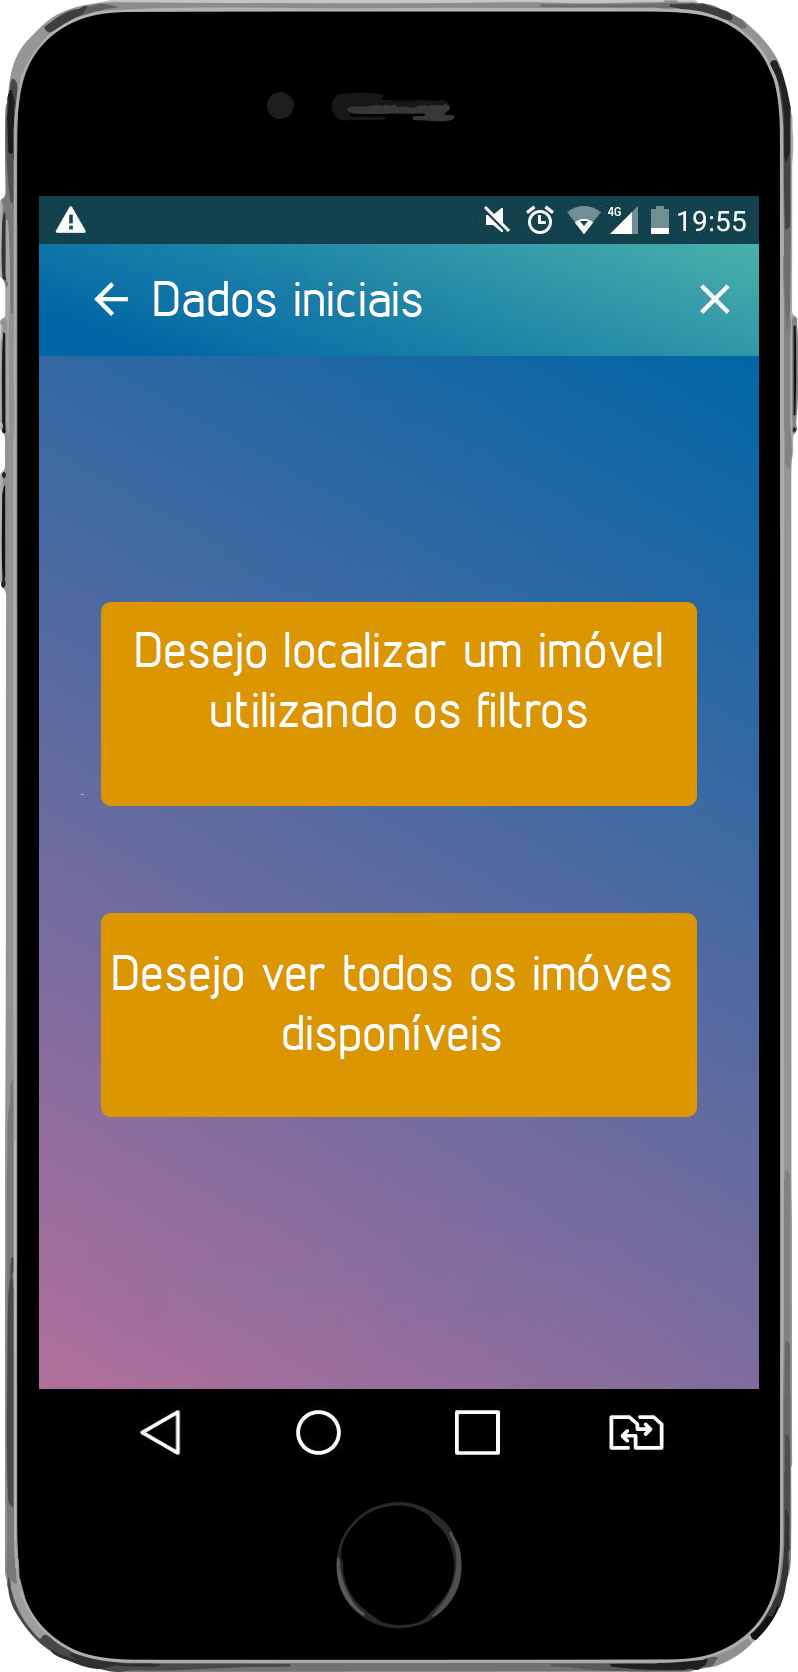 4G 19:55
Dados iniciais
Desejo localizar um imóvel
utilizando os filtros
Desejo ver todos os imóves
disponíveis